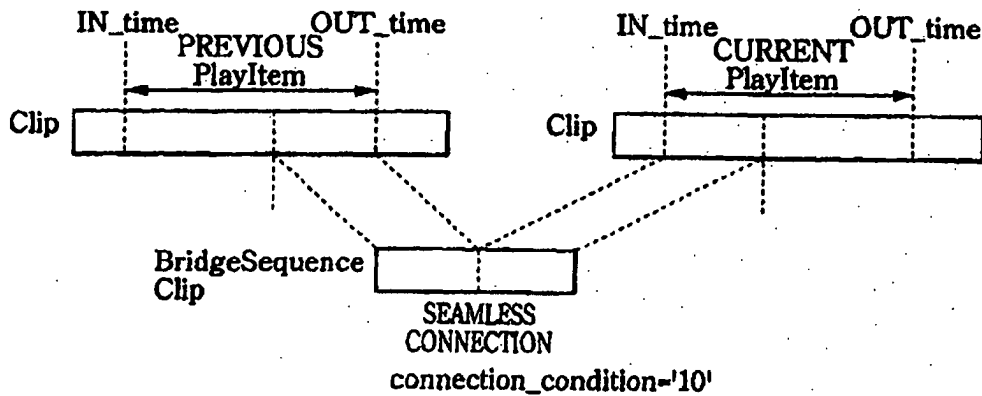 IN_time OUT_time
PREVIOUS
PlayItem
Clip
IN_time OUT_time
CURRENT
PlayItem
Clip
BridgeSequence
Clip
SEAMLESS
CONNECTION
connection_condition='10'